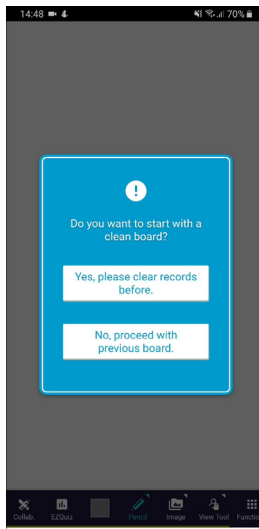 14:48 70%
Do you want to start with a
clean board?
Yes, please clear records
before.
No, proceed with
previous board.
Collab. EZQuiz Pencil Image View Tool Functio